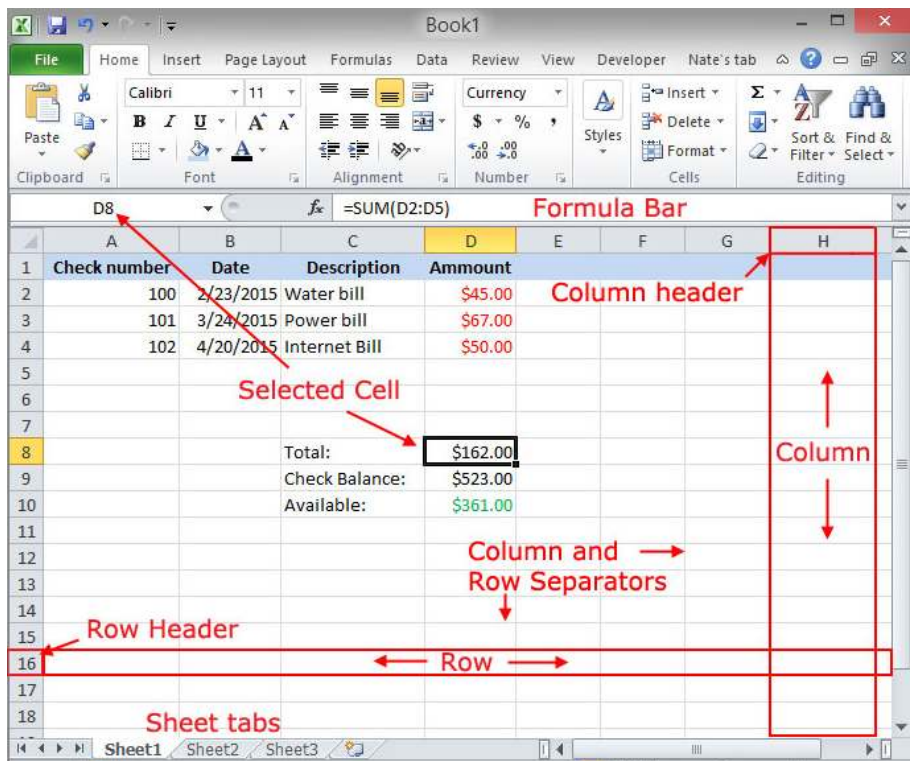 Book1
File Home Insert Page Layout Formulas Data Review View Developer Nate's tab
Calibri 11 Currency Insert Σ
Paste B I U A A $ % , Styles Delete Sort & Find &
A .0 .00 .00 .0 Format Filter Select
Clipboard Font Alignment Number Cells Editing
D8 fx =SUM(D2:D5) Formula Bar
A B C D E F G H
1 Check number Date Description Ammount
2 100 2/23/2015 Water bill $45.00 Column header
3 101 3/24/2015 Power bill $67.00
4 102 4/20/2015 Internet Bill $50.00
5
Selected Cell
6
7
8 Total: $162.00 Column
9 Check Balance: $523.00
10 Available: $361.00
11
12 Column and
13 Row Separators
14
15 Row Header
16 Row
17
18 Sheet tabs
Sheet1 Sheet2 Sheet3